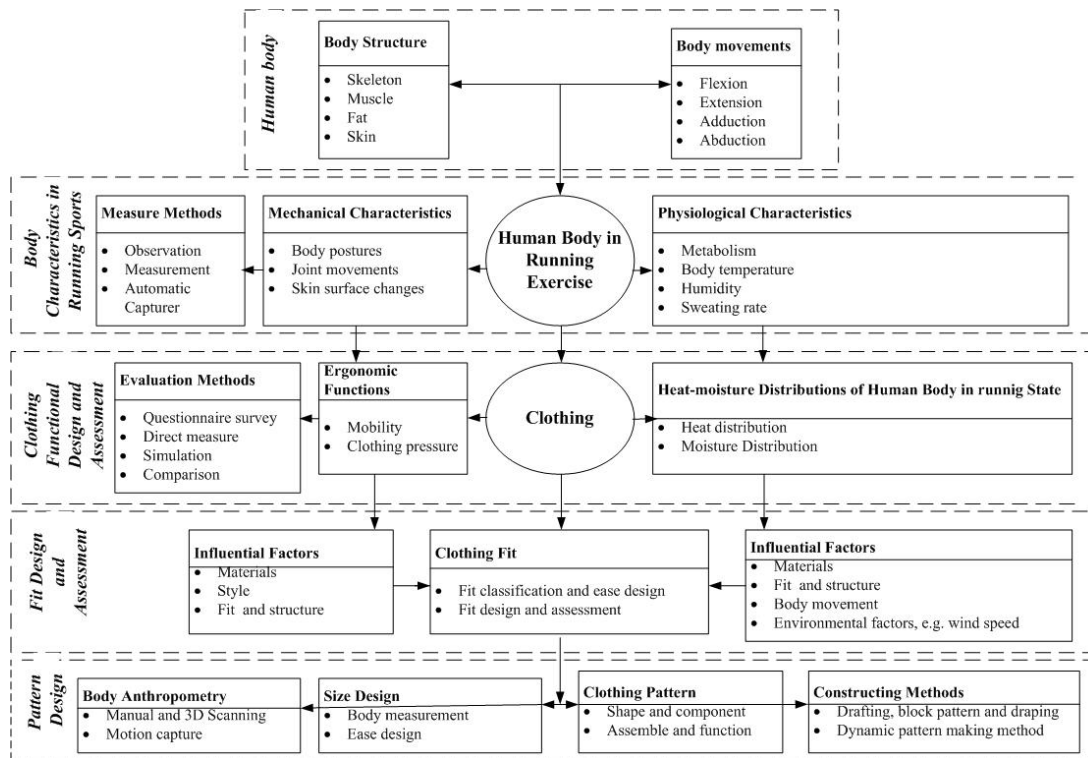 Human body
Body Structure
• Skeleton
• Muscle
• Fat
• Skin
Body movements
• Flexion
• Extension
• Adduction
• Abduction
Body
Characteristics in
Running Sports
Measure Methods
• Observation
• Measurement
• Automatic
Capturer
Mechanical Characteristics
• Body postures
• Joint movements
• Skin surface changes
Human Body in
Running
Exercise
Physiological Characteristics
• Metabolism
• Body temperature
• Humidity
• Sweating rate
Clothing
Functional
Design and
Assessment
Evaluation Methods
• Questionnaire survey
• Direct measure
• Simulation
• Comparison
Ergonomic
Functions
• Mobility
• Clothing pressure
Clothing
Heat-moisture Distributions of Human Body in runnig State
• Heat distribution
• Moisture Distribution
Fit Design
and
Assessment
Influential Factors
• Materials
• Style
• Fit and structure
Clothing Fit
• Fit classification and ease design
• Fit design and assessment
Influential Factors
• Materials
• Fit and structure
• Body movement
• Environmental factors, e.g. wind speed
Pattern
Design
Body Anthropometry
• Manual and 3D Scanning
• Motion capture
Size Design
• Body measurement
• Ease design
Clothing Pattern
• Shape and component
• Assemble and function
Constructing Methods
• Drafting, block pattern and draping
• Dynamic pattern making method